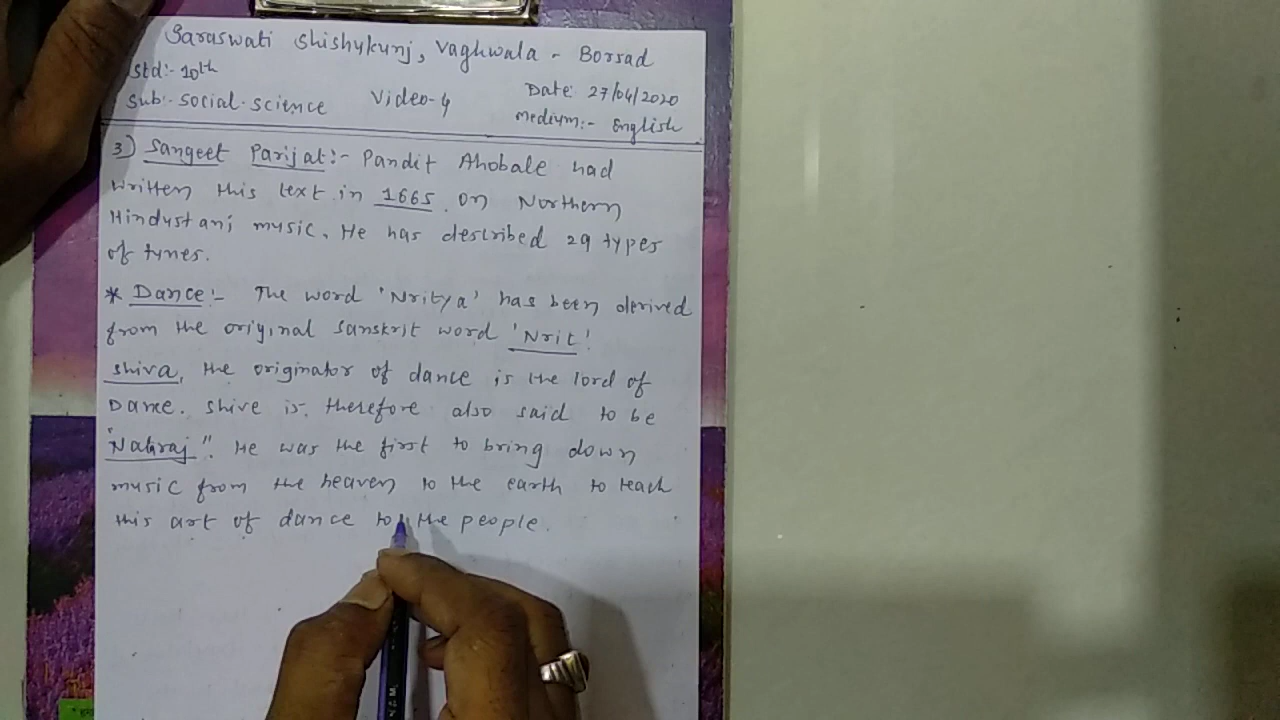 Saraswati Shishykunj, Vaghwala - Borsad
Std:- 10th
Date: 27/04/2020
Sub:- Social-Science Video-4
Medium:- English
3) Sangeet Parijat:- Pandit Ahobale had
written this text in 1665 on Northern
Hindustani music. He has described 29 types
of tynes.
* Dance:- The word 'Nritya' has been derived
from the original Sanskrit word 'Nrit'.
Shiva, the originator of dance is the lord of
Dance. Shive is therefore also said to be
"Natraj". He was the first to bring down
music from the heaven to the earth to teach
this art of dance to the people.